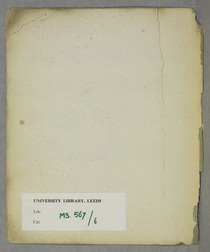 UNIVERSITY LIBRARY, LEEDS
Loc.
MS. 567/6
Cat.